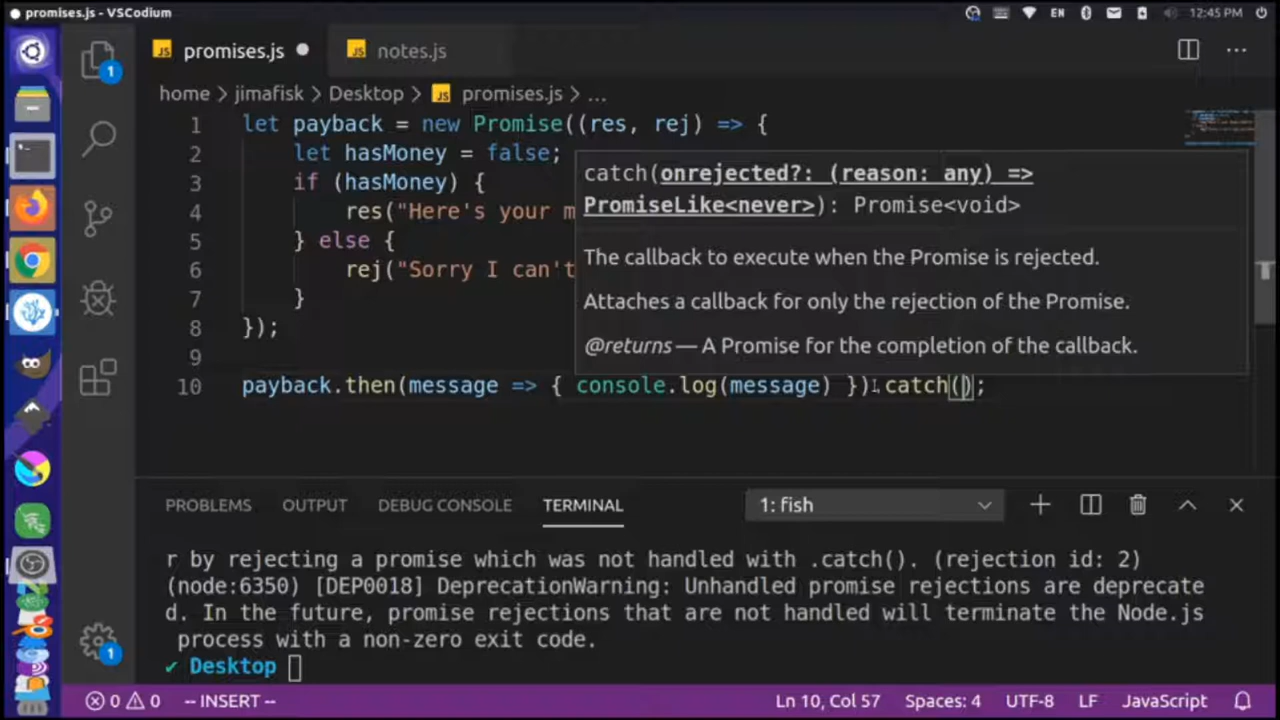 promises.js - VSCodium
EN
12:45 PM
JS promises.js
JS notes.js
1
home > jimafisk > Desktop > JS promises.js > ...
1 let payback = new Promise((res, rej) => {
2 let hasMoney = false;
3 if (hasMoney) {
4 res("Here's your m
5 } else {
6 rej("Sorry I can't
7 }
8 });
9
10 payback.then(message => { console.log(message) }).catch();
catch(onrejected?: (reason: any) =>
PromiseLike<never>): Promise<void>
The callback to execute when the Promise is rejected.
Attaches a callback for only the rejection of the Promise.
@returns — A Promise for the completion of the callback.
PROBLEMS OUTPUT DEBUG CONSOLE TERMINAL 1: fish
r by rejecting a promise which was not handled with .catch(). (rejection id: 2)
(node:6350) [DEP0018] DeprecationWarning: Unhandled promise rejections are deprecate
d. In the future, promise rejections that are not handled will terminate the Node.js
process with a non-zero exit code.
✔ Desktop
1
0 0 -- INSERT -- Ln 10, Col 57 Spaces: 4 UTF-8 LF JavaScript